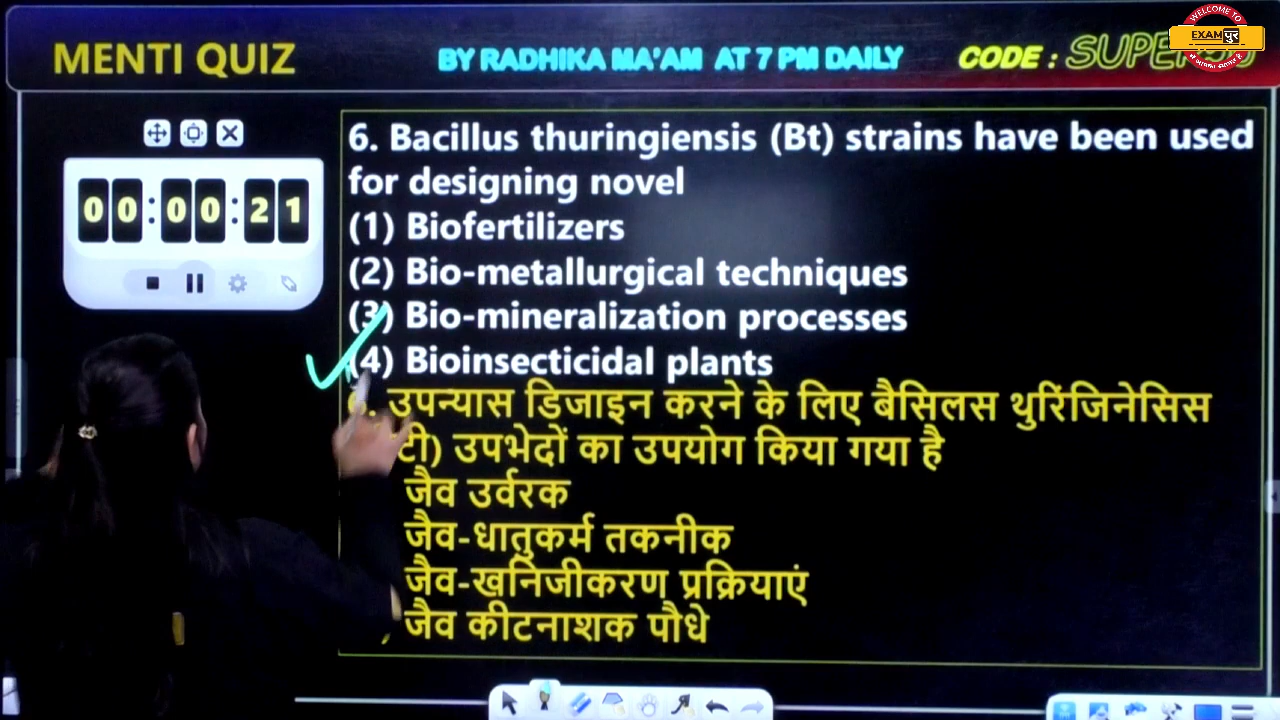 MENTI QUIZ
BY RADHIKA MA'AM AT 7 PM DAILY
CODE :
WELCOME TO
EXAM पुर
00:00:21
6. Bacillus thuringiensis (Bt) strains have been used
for designing novel
(1) Biofertilizers
(2) Bio-metallurgical techniques
(3) Bio-mineralization processes
(4) Bioinsecticidal plants
उपन्यास डिजाइन करने के लिए बैसिलस थुरिंजिनेसिस
टी) उपभेदों का उपयोग किया गया है
जैव उर्वरक
जैव-धातुकर्म तकनीक
जैव-खनिजीकरण प्रक्रियाएं
जैव कीटनाशक पौधे